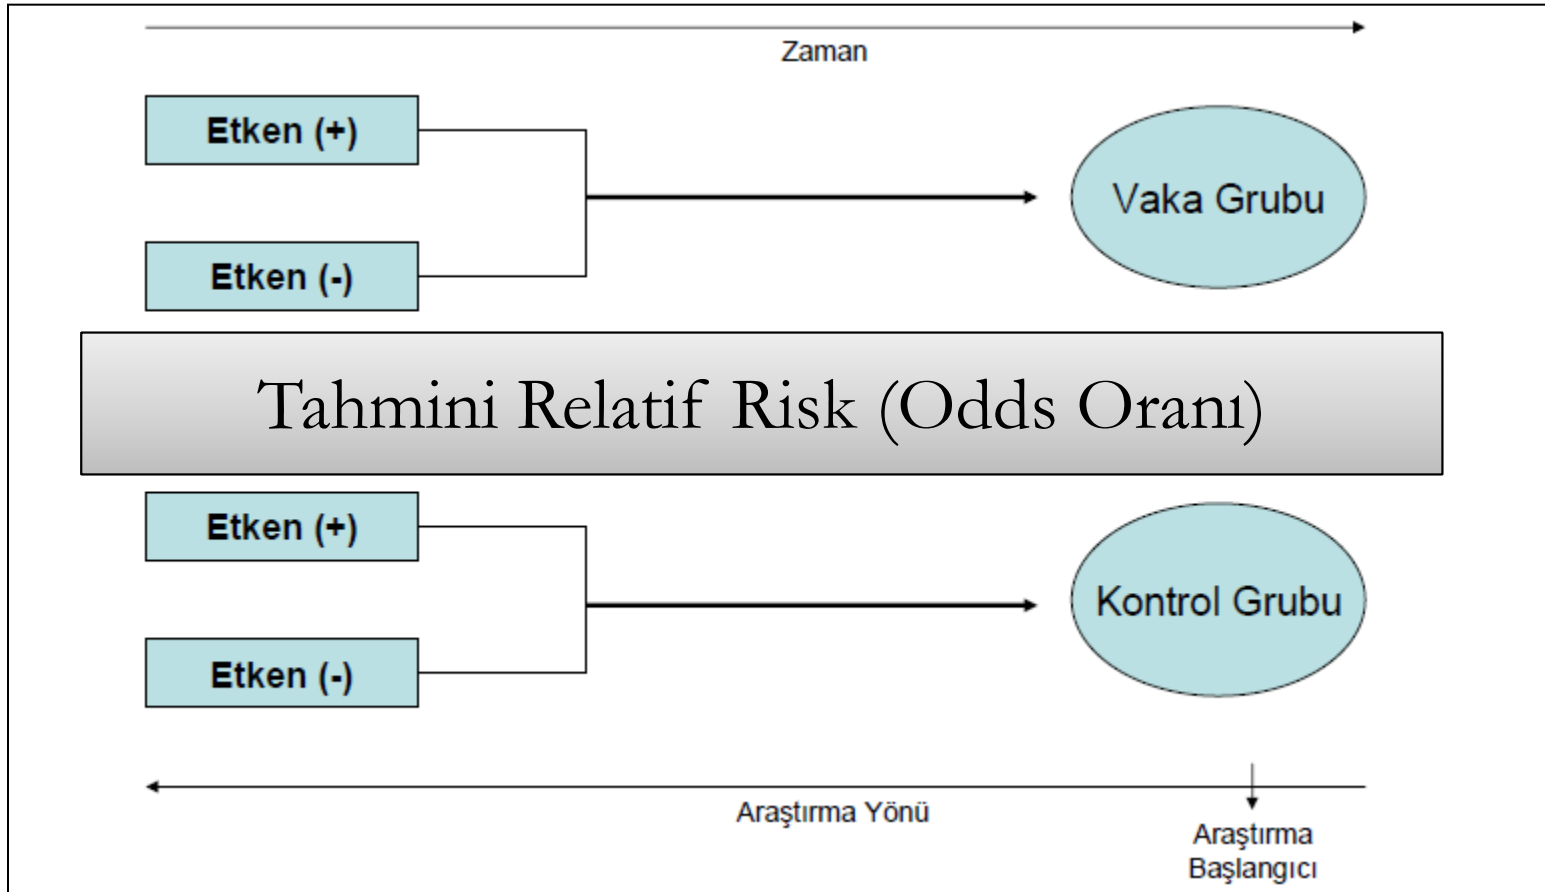 Zaman
Etken (+)
Vaka Grubu
Etken (-)
Tahmini Relatif Risk (Odds Oranı)
Etken (+)
Kontrol Grubu
Etken (-)
Araştırma Yönü
Araştırma
Başlangıcı